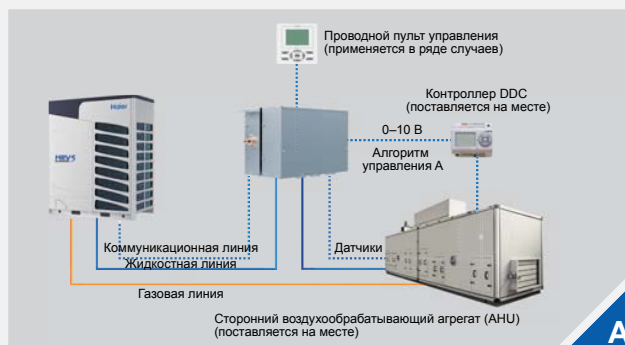 Проводной пульт управления
(применяется в ряде случаев)
Контроллер DDC
(поставляется на месте)
0–10 В
Алгоритм
управления A
Haier
Коммуникационная линия
Жидкостная линия
Датчики
Газовая линия
Сторонний воздухообрабатывающий агрегат (AHU)
(поставляется на месте)
A